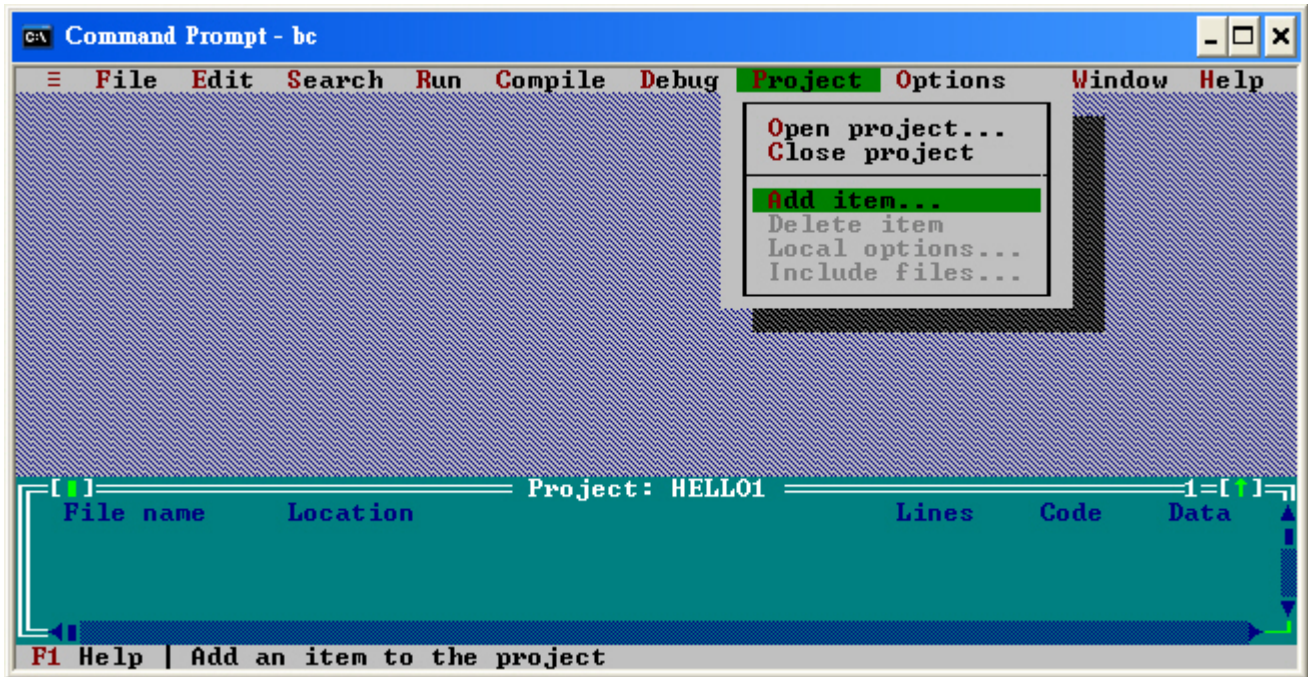 C:\ Command Prompt - bc
≡ File Edit Search Run Compile Debug Project Options Window Help
Open project...
Close project
Add item...
Delete item
Local options...
Include files...
[▮] Project: HELLO1 1=[↑]
File name Location Lines Code Data
F1 Help | Add an item to the project